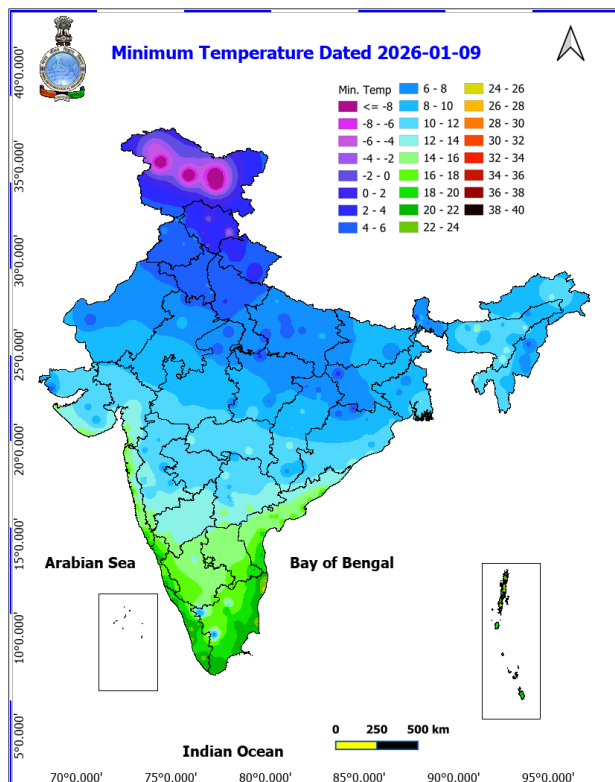 Minimum Temperature Dated 2026-01-09
Min. Temp
<= -8
-8 - -6
-6 - -4
-4 - -2
-2 - 0
0 - 2
2 - 4
4 - 6
6 - 8
8 - 10
10 - 12
12 - 14
14 - 16
16 - 18
18 - 20
20 - 22
22 - 24
24 - 26
26 - 28
28 - 30
30 - 32
32 - 34
34 - 36
36 - 38
38 - 40
40°0.000'
35°0.000'
30°0.000'
25°0.000'
20°0.000'
15°0.000'
10°0.000'
5°0.000'
Arabian Sea
Bay of Bengal
0 250 500 km
Indian Ocean
70°0.000' 75°0.000' 80°0.000' 85°0.000' 90°0.000' 95°0.000'